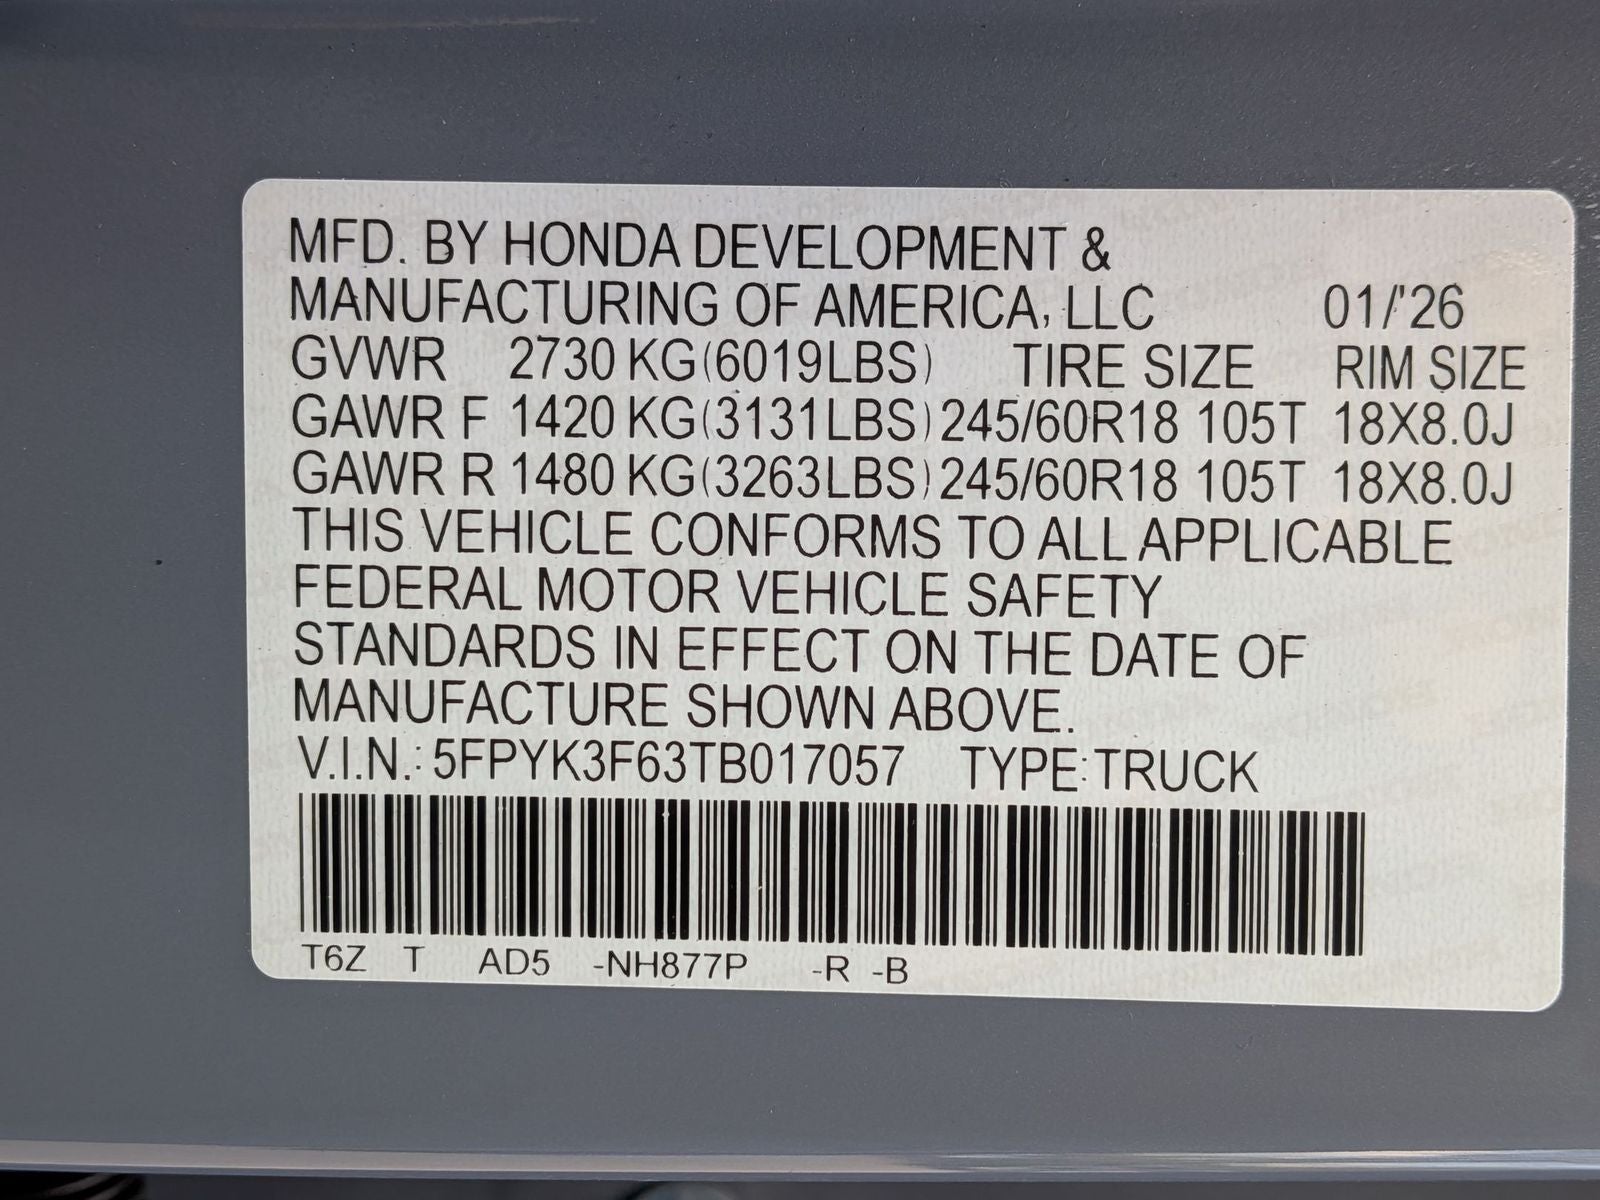 MFD. BY HONDA DEVELOPMENT &
MANUFACTURING OF AMERICA, LLC 01/'26
GVWR 2730 KG(6019LBS) TIRE SIZE RIM SIZE
GAWR F 1420 KG(3131LBS) 245/60R18 105T 18X8.0J
GAWR R 1480 KG(3263LBS) 245/60R18 105T 18X8.0J
THIS VEHICLE CONFORMS TO ALL APPLICABLE
FEDERAL MOTOR VEHICLE SAFETY
STANDARDS IN EFFECT ON THE DATE OF
MANUFACTURE SHOWN ABOVE.
V.I.N.: 5FPYK3F63TB017057 TYPE:TRUCK
T6Z T AD5 -NH877P -R -B